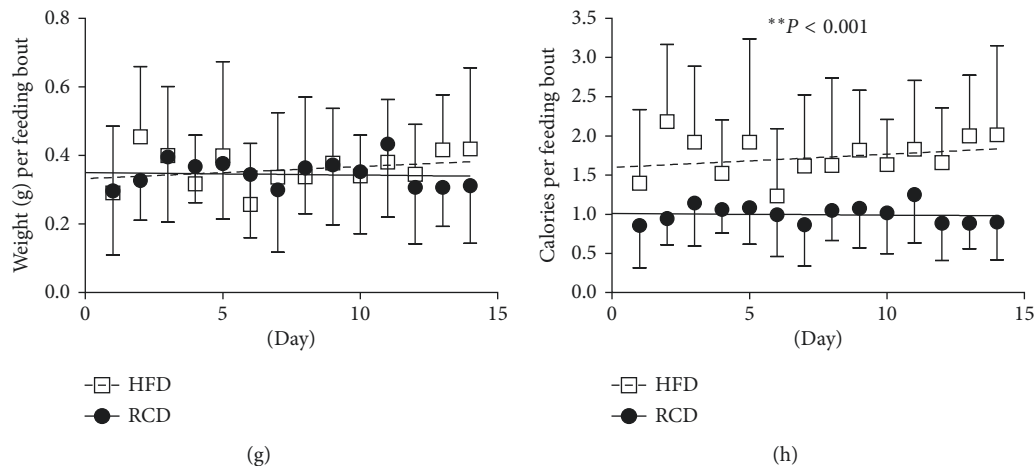 Weight (g) per feeding bout
0.8
0.6
0.4
0.2
0.0
0
5
10
15
(Day)
HFD
RCD
(g)
Calories per feeding bout
**P < 0.001
3.5
3.0
2.5
2.0
1.5
1.0
0.5
0.0
0
5
10
15
(Day)
HFD
RCD
(h)